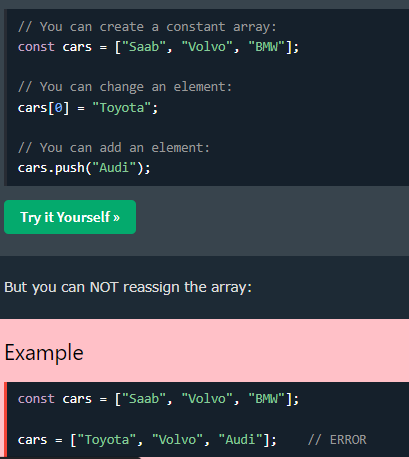 // You can create a constant array:
const cars = ["Saab", "Volvo", "BMW"];
// You can change an element:
cars[0] = "Toyota";
// You can add an element:
cars.push("Audi");
Try it Yourself »
But you can NOT reassign the array:
Example
const cars = ["Saab", "Volvo", "BMW"];
cars = ["Toyota", "Volvo", "Audi"];    // ERROR